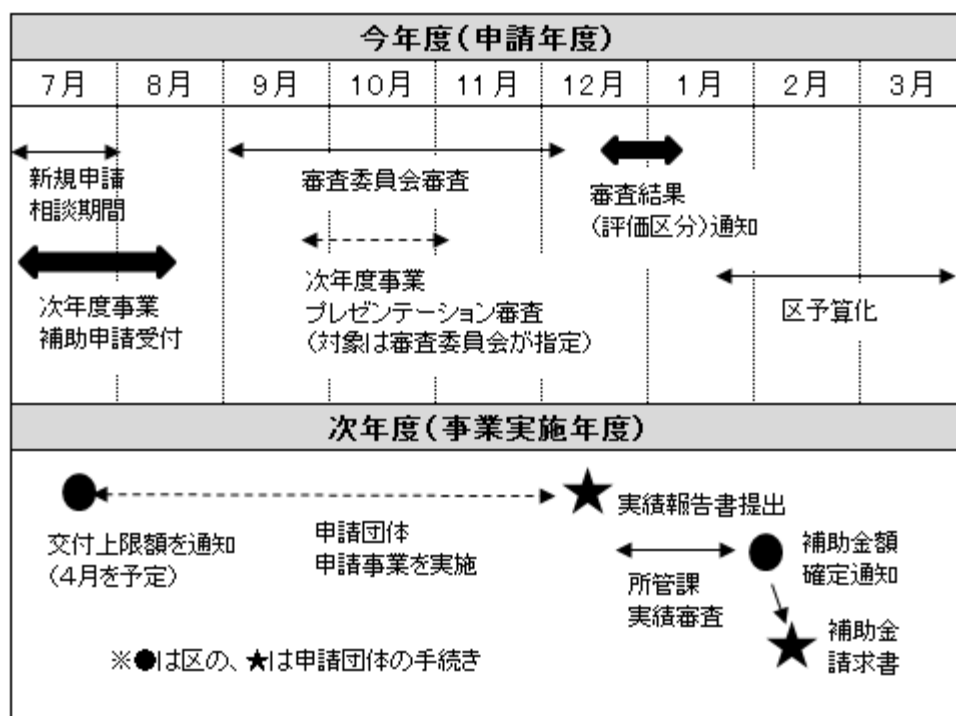 今年度(申請年度)
7月 8月 9月 10月 11月 12月 1月 2月 3月
新規申請
相談期間
審査委員会審査
審査結果
(評価区分)通知
次年度事業
補助申請受付
次年度事業
プレゼンテーション審査
(対象は審査委員会が指定)
区予算化
次年度(事業実施年度)
交付上限額を通知
(4月を予定)
申請団体
申請事業を実施
実績報告書提出
所管課
実績審査
補助金額
確定通知
補助金
請求書
※●は区の、★は申請団体の手続き